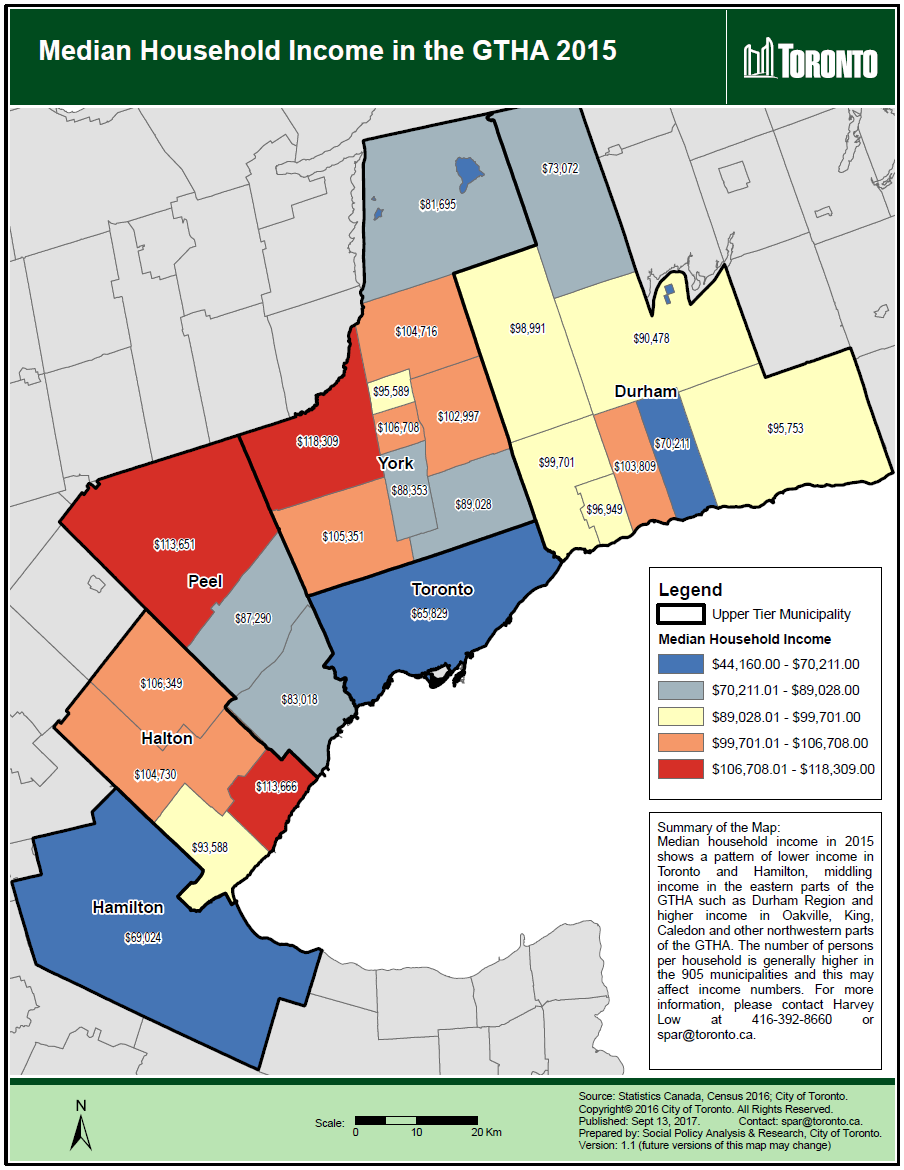 Median Household Income in the GTHA 2015
TORONTO
$73,072
$81,695
$104,716
$98,991
$90,478
$95,589
Durham
$102,997
$106,708
$95,753
$118,309
$70,211
York
$99,701
$103,809
$88,353
$89,028
$96,949
$105,351
$113,651
Peel
Toronto
$65,829
$87,290
$106,349
$83,018
Halton
$104,730
$113,666
$93,588
Hamilton
$69,024
Legend
Upper Tier Municipality
Median Household Income
$44,160.00 - $70,211.00
$70,211.01 - $89,028.00
$89,028.01 - $99,701.00
$99,701.01 - $106,708.00
$106,708.01 - $118,309.00
Summary of the Map:
Median household income in 2015
shows a pattern of lower income in
Toronto and Hamilton, middling
income in the eastern parts of the
GTHA such as Durham Region and
higher income in Oakville, King,
Caledon and other northwestern parts
of the GTHA. The number of persons
per household is generally higher in
the 905 municipalities and this may
affect income numbers. For more
information, please contact Harvey
Low at 416-392-8660 or
spar@toronto.ca.
N
Scale:
0 10 20 Km
Source: Statistics Canada, Census 2016; City of Toronto.
Copyright© 2016 City of Toronto. All Rights Reserved.
Published: Sept 13, 2017. Contact: spar@toronto.ca.
Prepared by: Social Policy Analysis & Research, City of Toronto.
Version: 1.1 (future versions of this map may change)